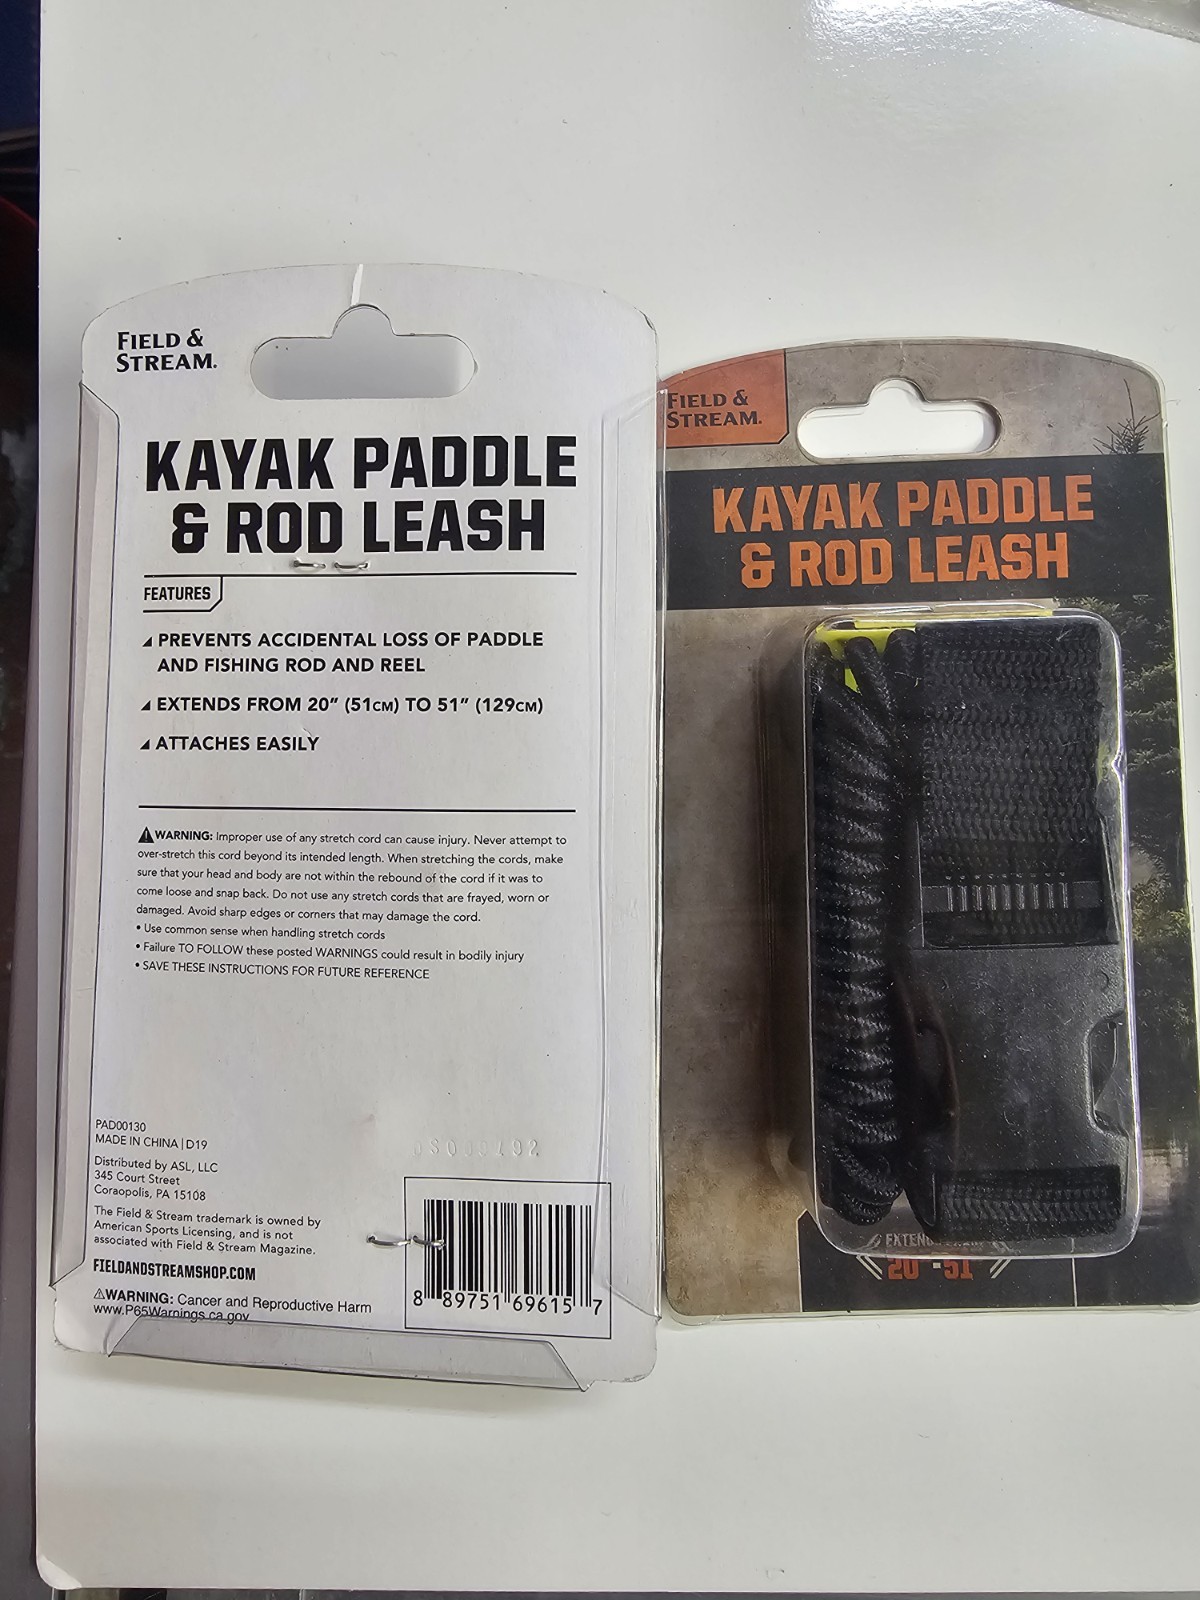 FIELD &
STREAM.
KAYAK PADDLE
& ROD LEASH
FEATURES
PREVENTS ACCIDENTAL LOSS OF PADDLE
AND FISHING ROD AND REEL
EXTENDS FROM 20” (51CM) TO 51” (129CM)
ATTACHES EASILY
WARNING: Improper use of any stretch cord can cause injury. Never attempt to
over-stretch this cord beyond its intended length. When stretching the cords, make
sure that your head and body are not within the rebound of the cord if it was to
come loose and snap back. Do not use any stretch cords that are frayed, worn or
damaged. Avoid sharp edges or corners that may damage the cord.
• Use common sense when handling stretch cords
• Failure TO FOLLOW these posted WARNINGS could result in bodily injury
• SAVE THESE INSTRUCTIONS FOR FUTURE REFERENCE
PAD00130
MADE IN CHINA | D19
Distributed by ASL, LLC
345 Court Street
Coraopolis, PA 15108
The Field & Stream trademark is owned by
American Sports Licensing, and is not
associated with Field & Stream Magazine.
FIELDANDSTREAMSHOP.COM
WARNING: Cancer and Reproductive Harm
www.P65Warnings.ca.gov
8 89751 69615 7
FIELD &
STREAM.
KAYAK PADDLE
& ROD LEASH
20"-51"